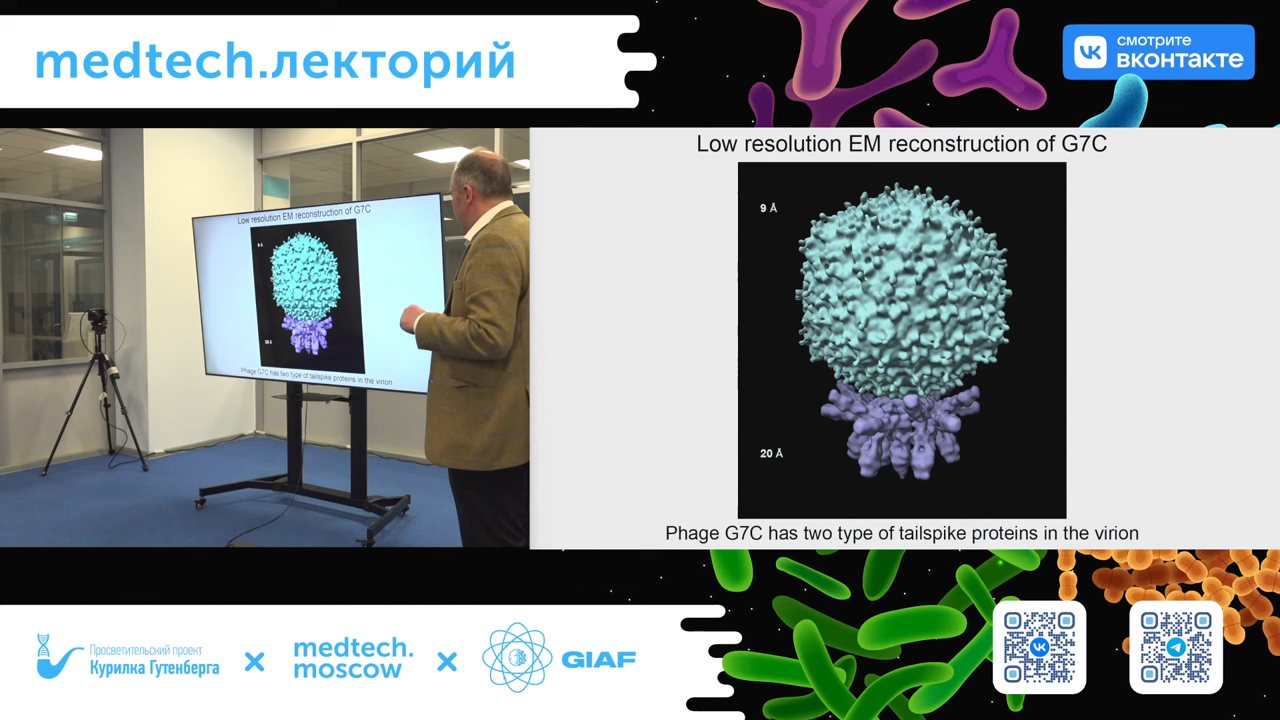 medtech.лекторий
смотрите
вконтакте
Low resolution EM reconstruction of G7C
9 Å
20 Å
Phage G7C has two type of tailspike proteins in the virion
Low resolution EM reconstruction of G7C
Phage G7C has two type of tailspike proteins in the virion
Просветительский проект
Курилка Гутенберга
medtech.
moscow
GIAF